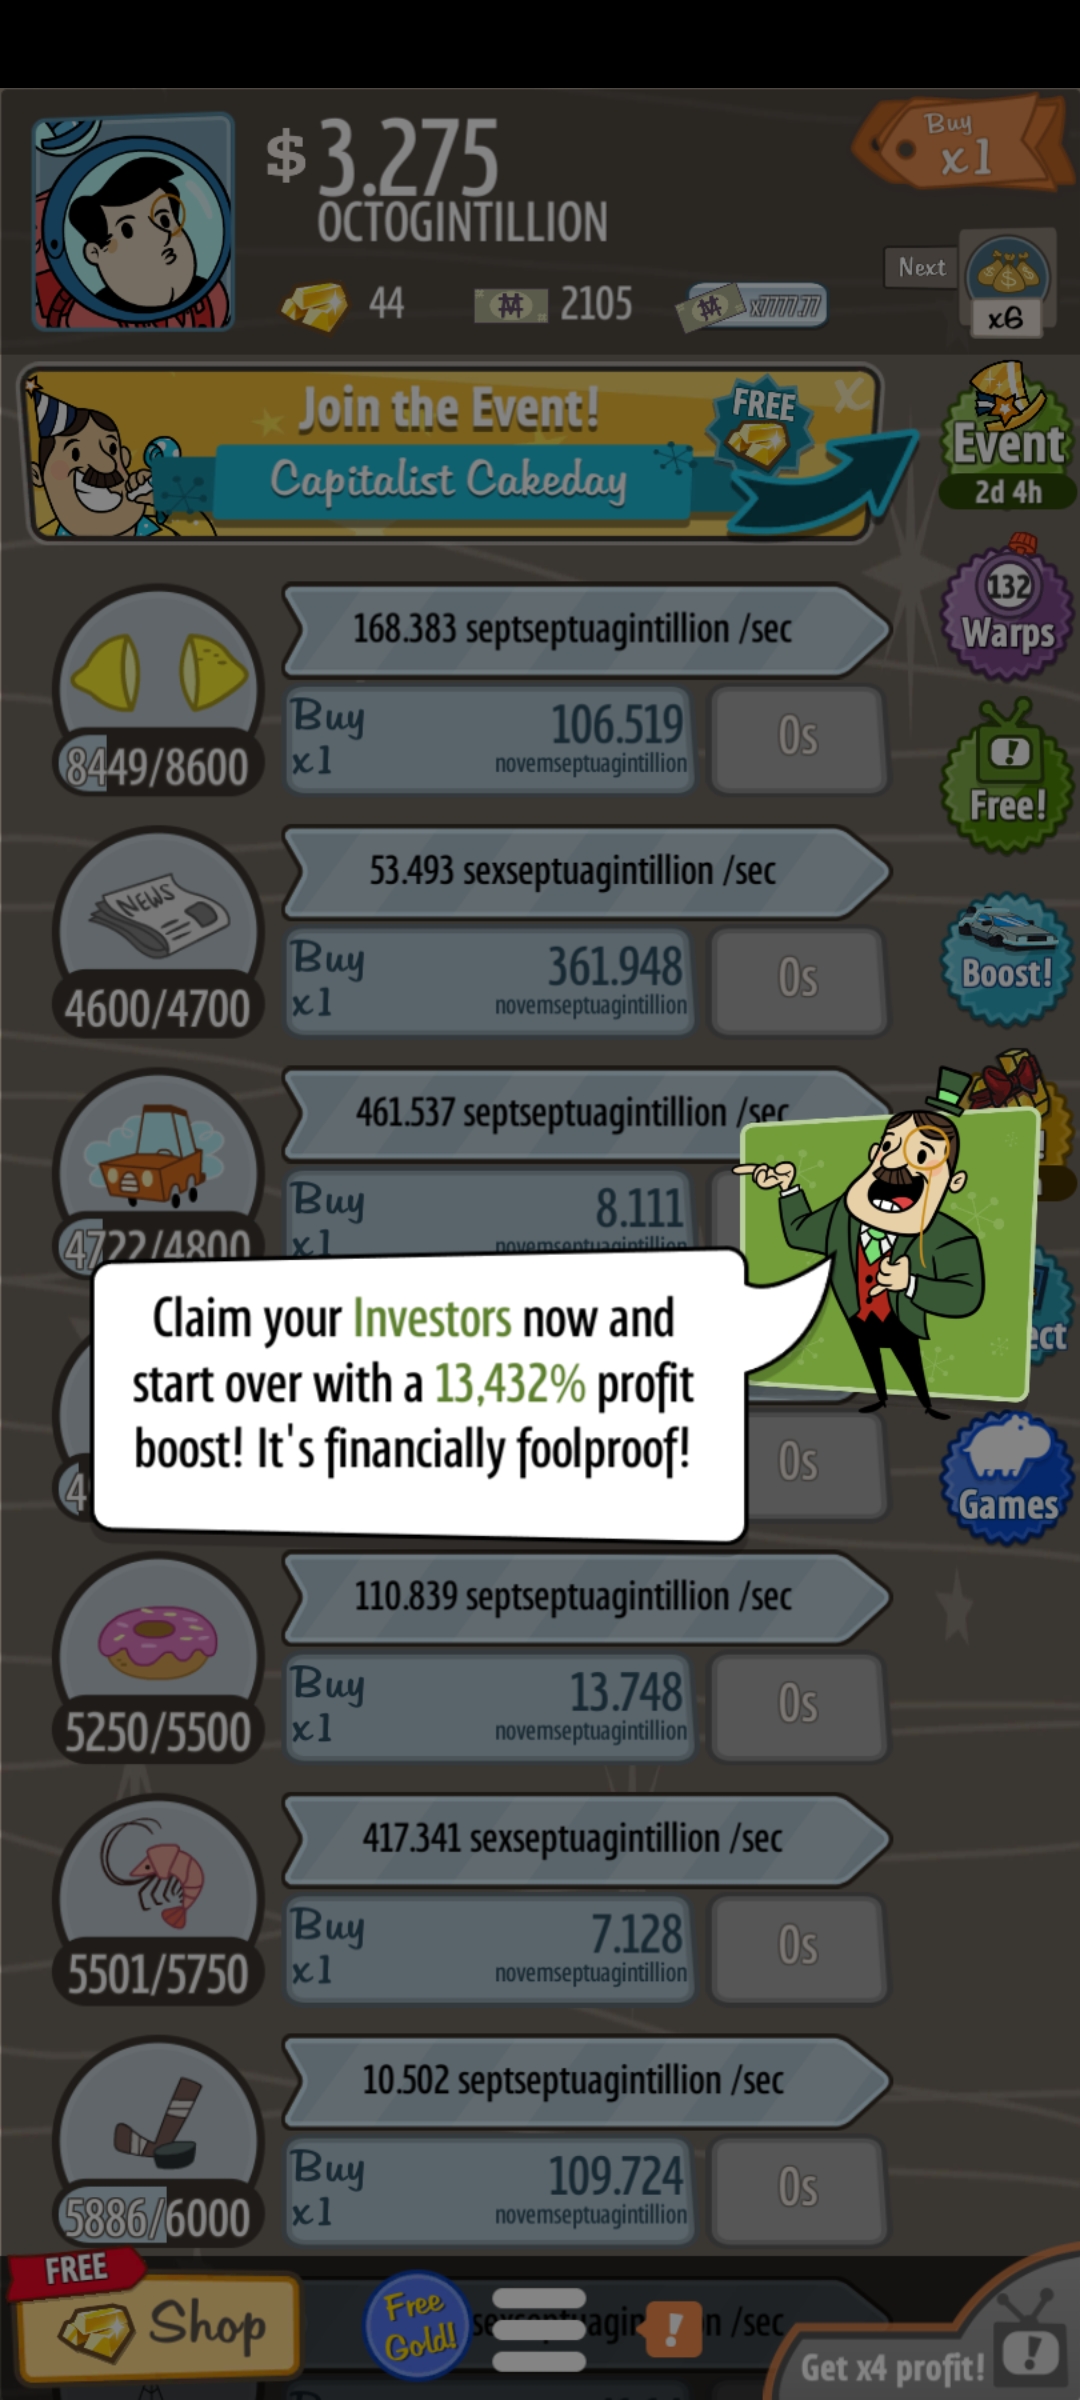 $ 3.275
OCTOGINTILLION
Buy
x1
44
2105
x7777.77
Next
x6
Join the Event!
Capitalist Cakeday
FREE
Event
2d 4h
168.383 septseptuagintillion /sec
8449/8600
Buy
x1
106.519
novemseptuagintillion
0s
132
Warps
Free!
53.493 sexseptuagintillion /sec
NEWS
4600/4700
Buy
x1
361.948
novemseptuagintillion
0s
Boost!
461.537 septseptuagintillion /sec
4722/4800
Buy
x1
8.111
novemseptuagintillion
Claim your Investors now and
start over with a 13,432% profit
boost! It's financially foolproof!
0s
Games
110.839 septseptuagintillion /sec
5250/5500
Buy
x1
13.748
novemseptuagintillion
0s
417.341 sexseptuagintillion /sec
5501/5750
Buy
x1
7.128
novemseptuagintillion
0s
10.502 septseptuagintillion /sec
5886/6000
Buy
x1
109.724
novemseptuagintillion
0s
FREE
Shop
Free
Gold!
/sec
!
Get x4 profit!